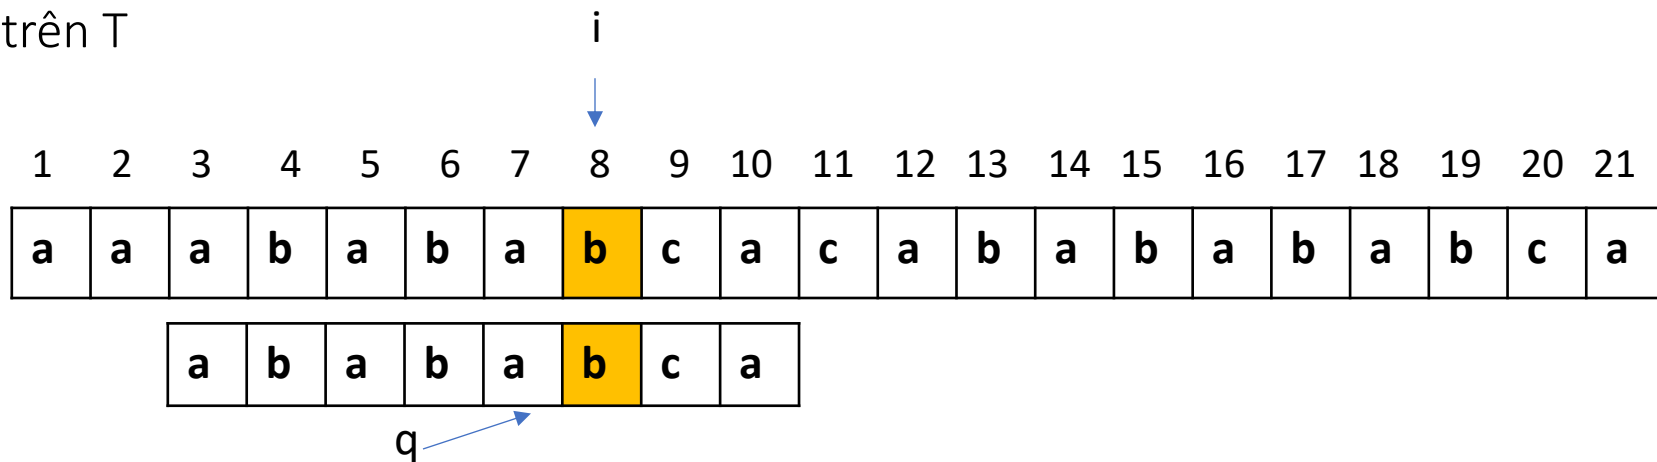 trên T
i
1 2 3 4 5 6 7 8 9 10 11 12 13 14 15 16 17 18 19 20 21
a a a b a b a b c a c a b a b a b a b c a
a b a b a b c a
q